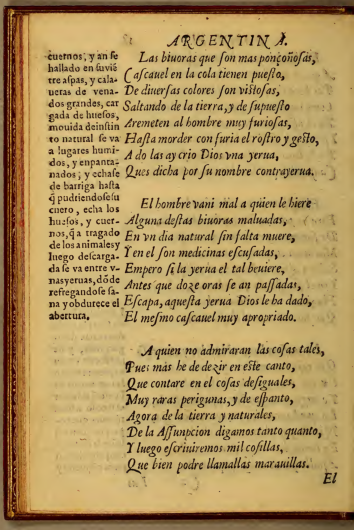 ARGENTINA.
cuernos, y an se
hallado en su viẽ
tre aspas, y cala-
ueras de vena-
dos grandes, car
gada de huesos,
mouida deinstin
to natural se va
a lugares humi-
dos, y enpanta-
nados; y echase
de barriga hasta
q̃ pudriendosesu
cuero, echa los
huesos, y cuer-
nos, q̃ a tragado
de los animales y
luego descarga-
da se va entre v-
nas yeruas, dõde
refregandose sa-
na y obdurece el
abertura.
Las biuoras que son mas ponçoñosas,
Cascauel en la cola tienen puesto,
De diuersas colores son vistosas,
Saltando de la tierra, y de supuesto
Aremeten al hombre muy furiosas,
Hasta morder con furia el rostro y gesto,
A do las ay crio Dios vna yerua,
Ques dicha por su nombre contrayerua.
El hombre vani mal a quien le hiere
Alguna destas biuoras maluadas,
En vn dia natural sin falta muere,
Y en el son medicinas escusadas,
Empero si la yerua el tal beuiere,
Antes que doze oras se an passadas,
Escapa, aquesta yerua Dios le ha dado,
El mesmo cascauel muy apropriado.
A quien no admiraran las cosas tales,
Pues mas he de dezir en este canto,
Que contare en el cosas desiguales,
Muy raras perigunas, y de espanto,
Agora de la tierra y naturales,
De la Assuncion digamos tanto quanto,
Y luego escriuiremos mil cosillas,
Que bien podre llamallas marauillas.
El